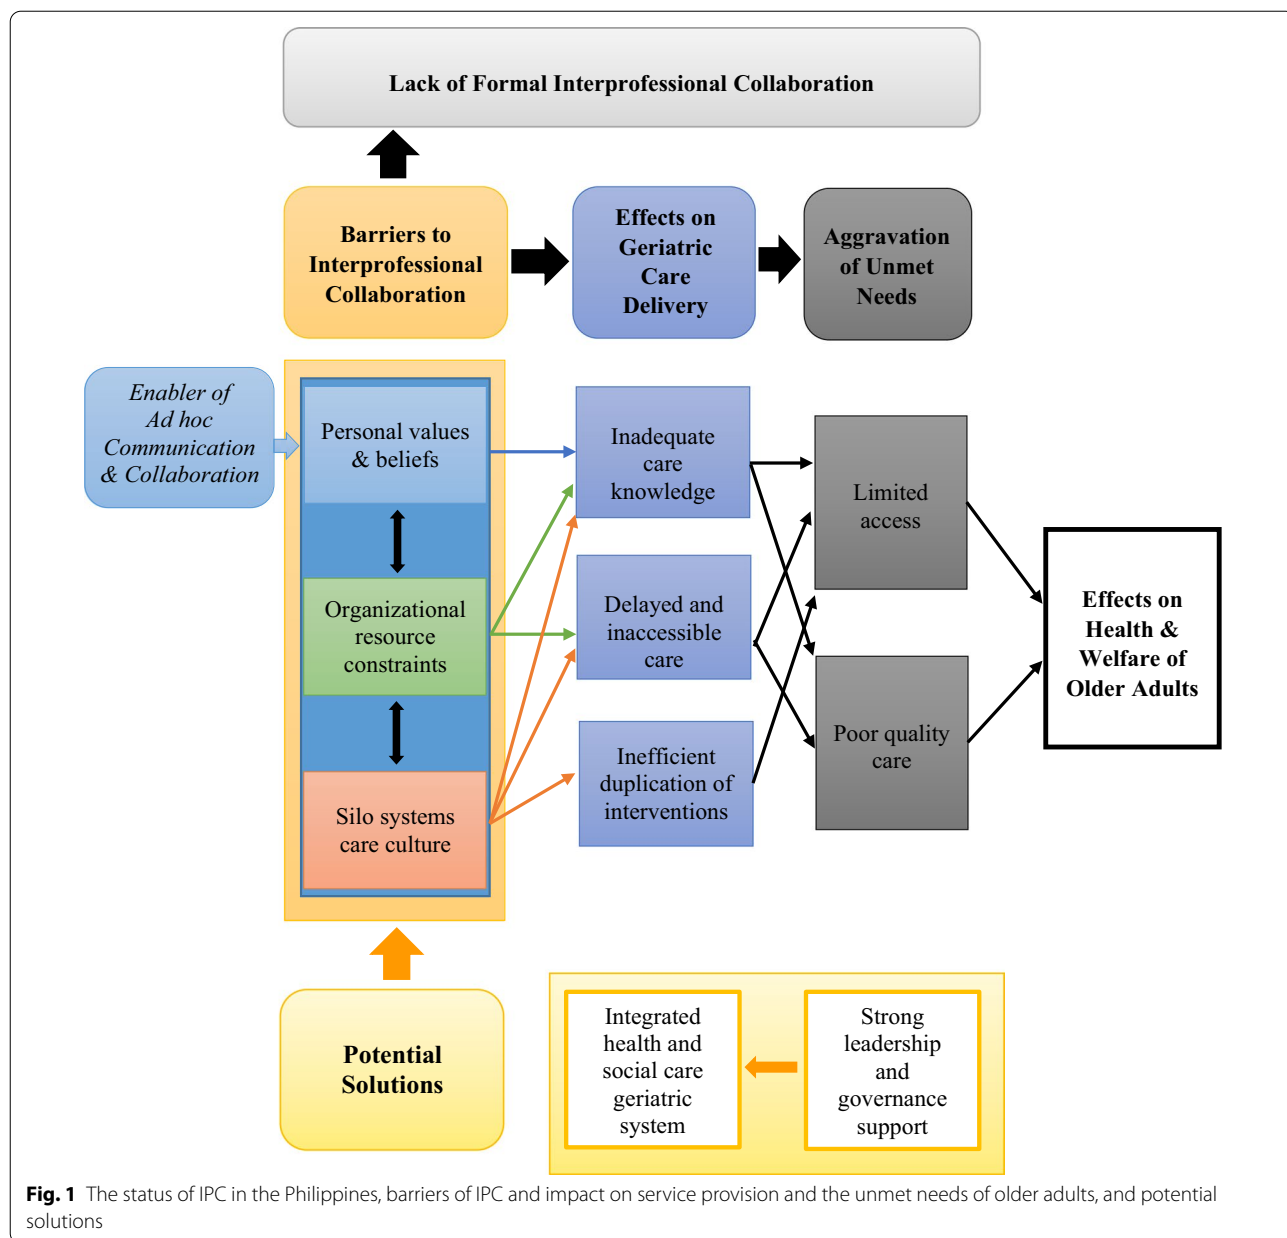 Lack of Formal Interprofessional Collaboration
Barriers to
Interprofessional
Collaboration
Effects on
Geriatric
Care
Delivery
Aggravation
of Unmet
Needs
Enabler of
Ad hoc
Communication
& Collaboration
Personal values
& beliefs
Organizational
resource
constraints
Silo systems
care culture
Inadequate
care
knowledge
Delayed and
inaccessible
care
Inefficient
duplication of
interventions
Limited
access
Poor quality
care
Effects on
Health &
Welfare of
Older Adults
Potential
Solutions
Integrated
health and
social care
geriatric
system
Strong
leadership
and
governance
support
Fig. 1 The status of IPC in the Philippines, barriers of IPC and impact on service provision and the unmet needs of older adults, and potential
solutions